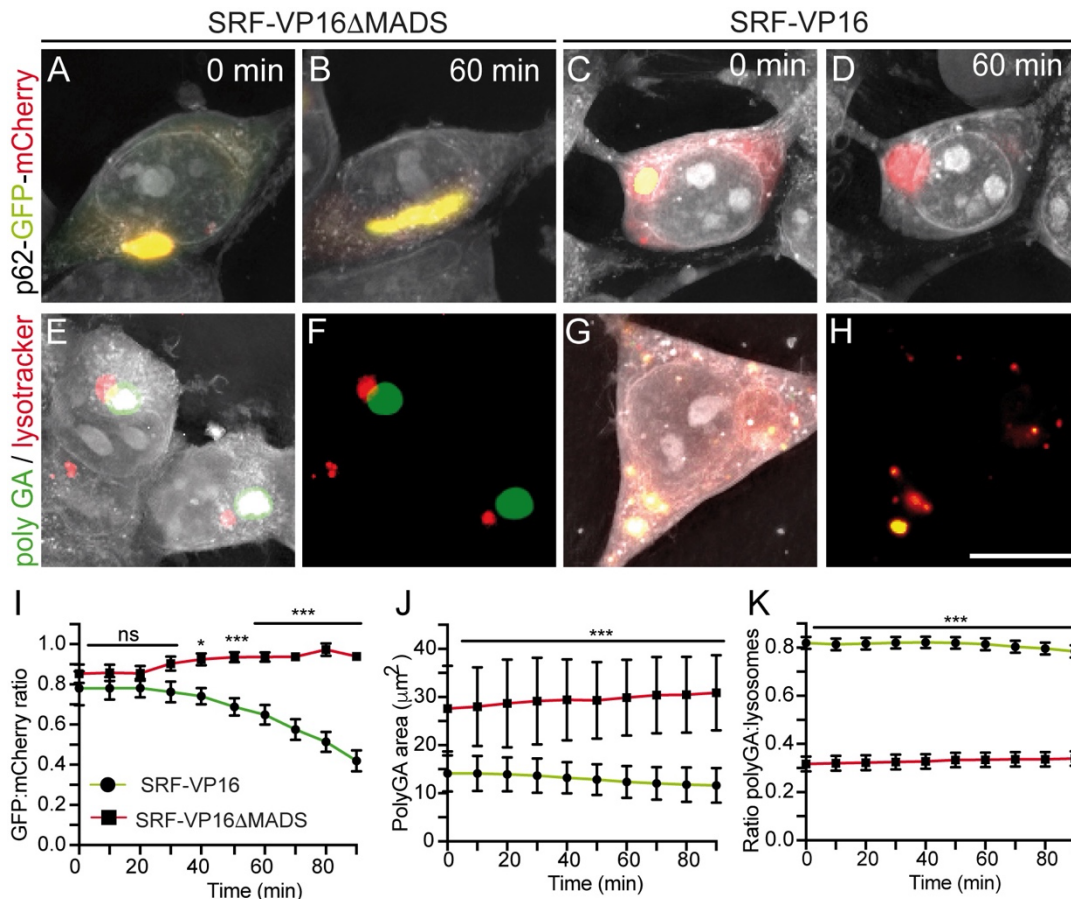 SRF-VP16ΔMADS
SRF-VP16
p62-GFP-mCherry
A
0 min
B
60 min
C
0 min
D
60 min
poly GA / lysotracker
E
F
G
H
I
GFP:mCherry ratio
1.0
0.8
0.6
0.4
0.2
0.0
ns
*
***
***
SRF-VP16
SRF-VP16ΔMADS
0
20
40
60
80
Time (min)
J
PolyGA area (μm²)
40
30
20
10
0
***
0
20
40
60
80
Time (min)
K
Ratio polyGA:lysosomes
0.8
0.6
0.4
0.2
0.0
***
0
20
40
60
80
Time (min)